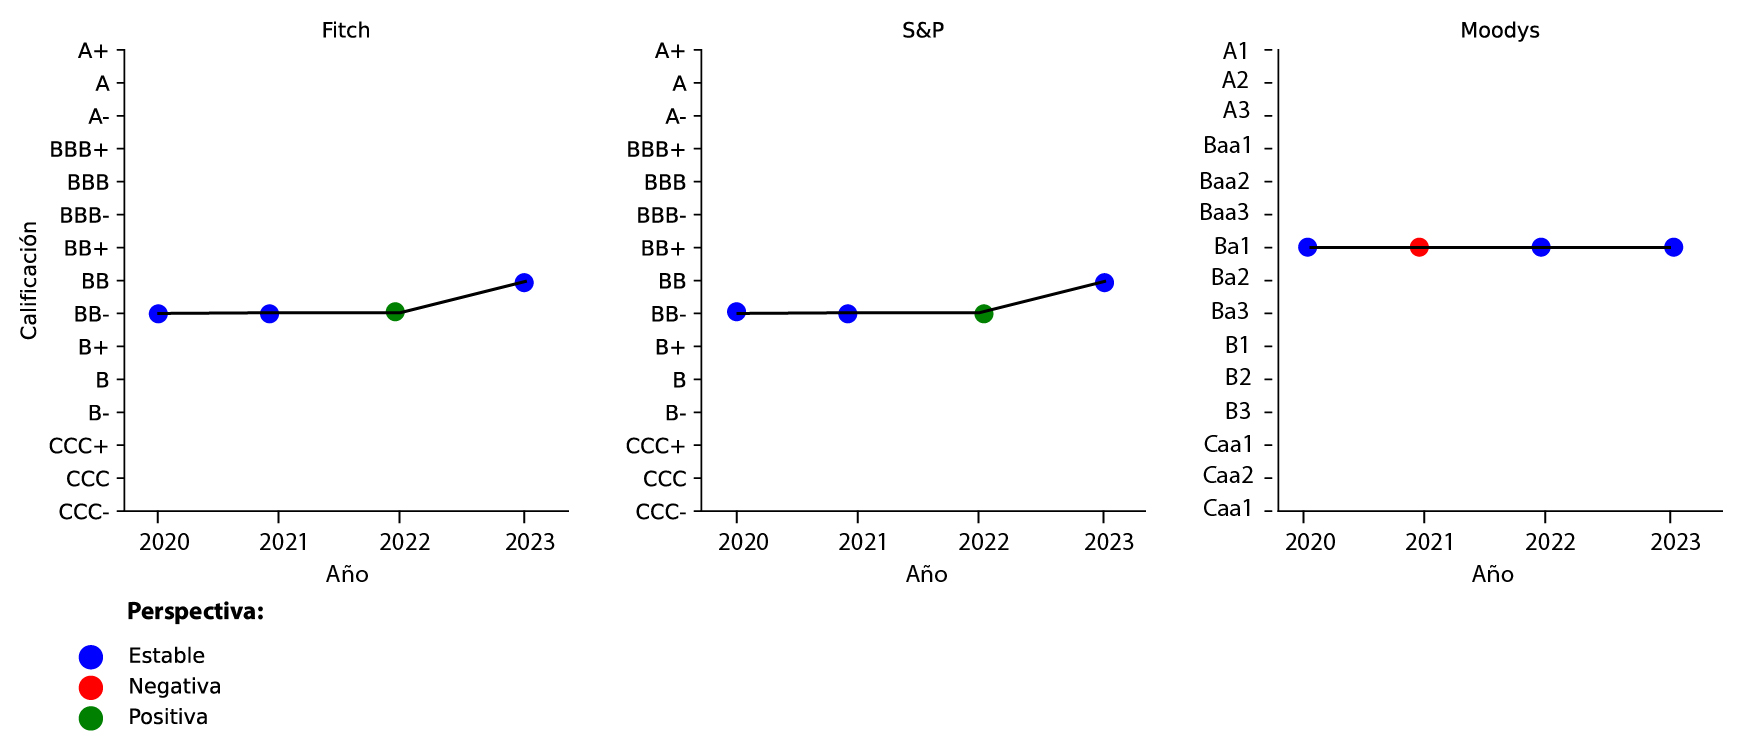 Fitch
A+
A
A-
BBB+
BBB
BBB-
BB+
BB
BB-
B+
B
B-
CCC+
CCC
CCC-
Calificación
2020 2021 2022 2023
Año
S&P
A+
A
A-
BBB+
BBB
BBB-
BB+
BB
BB-
B+
B
B-
CCC+
CCC
CCC-
2020 2021 2022 2023
Año
Moodys
A1
A2
A3
Baa1
Baa2
Baa3
Ba1
Ba2
Ba3
B1
B2
B3
Caa1
Caa2
Caa1
2020 2021 2022 2023
Año
Perspectiva:
Estable
Negativa
Positiva